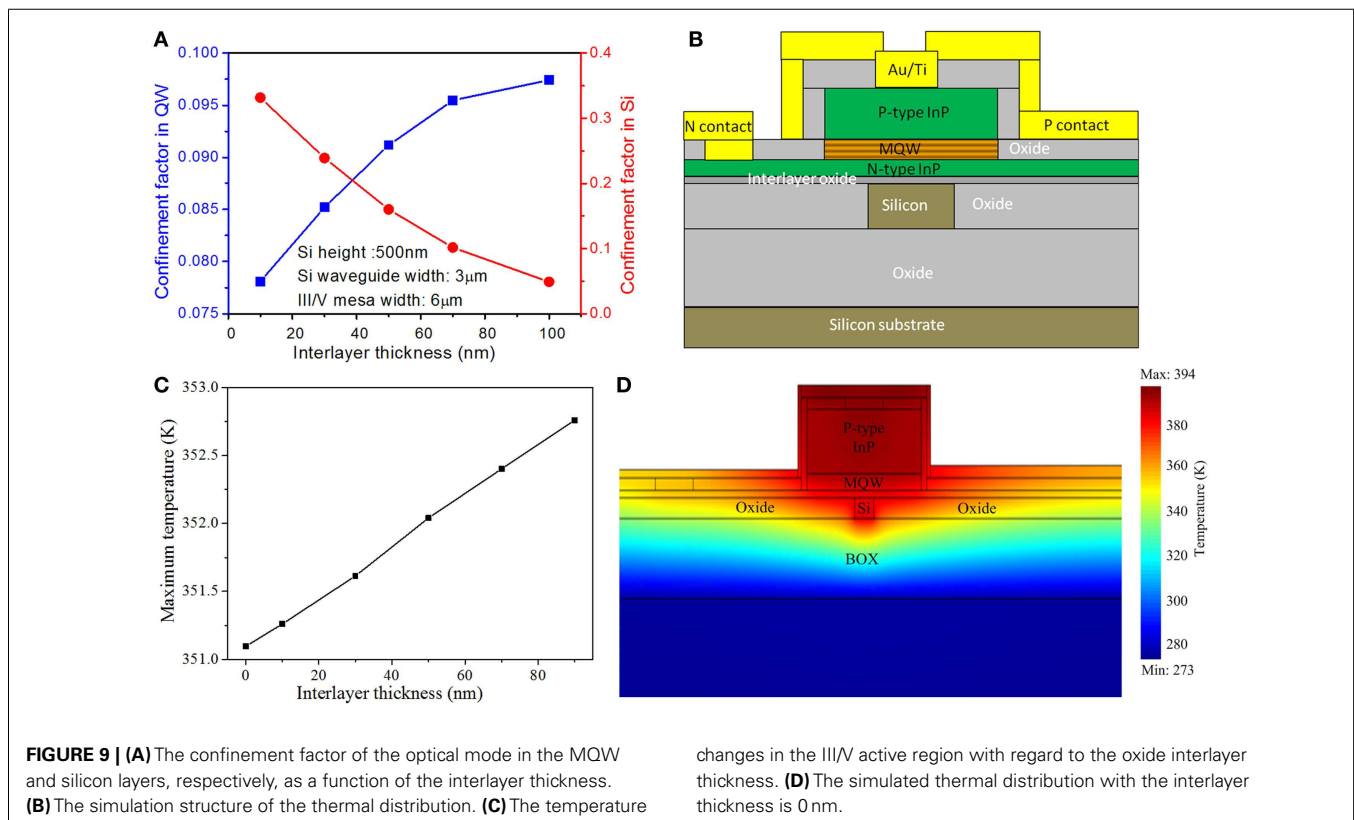 A
0.100
0.095
0.090
0.085
0.080
0.075
Confinement factor in QW
0.4
0.3
0.2
0.1
0.0
Confinement factor in Si
Si height :500nm
Si waveguide width: 3μm
III/V mesa width: 6μm
0 20 40 60 80 100
Interlayer thickness (nm)
B
Au/Ti
P-type InP
N contact
P contact
MQW
Oxide
N-type InP
Interlayer oxide
Silicon
Oxide
Oxide
Silicon substrate
C
353.0
352.5
352.0
351.5
351.0
Maximum temperature (K)
0 20 40 60 80
Interlayer thickness (nm)
D
Max: 394
P-type
InP
MQW
Oxide
Si
Oxide
BOX
380
360
340
320
300
280
Temperature (K)
Min: 273
FIGURE 9 | (A) The confinement factor of the optical mode in the MQW
and silicon layers, respectively, as a function of the interlayer thickness.
(B) The simulation structure of the thermal distribution. (C) The temperature
changes in the III/V active region with regard to the oxide interlayer
thickness. (D) The simulated thermal distribution with the interlayer
thickness is 0 nm.